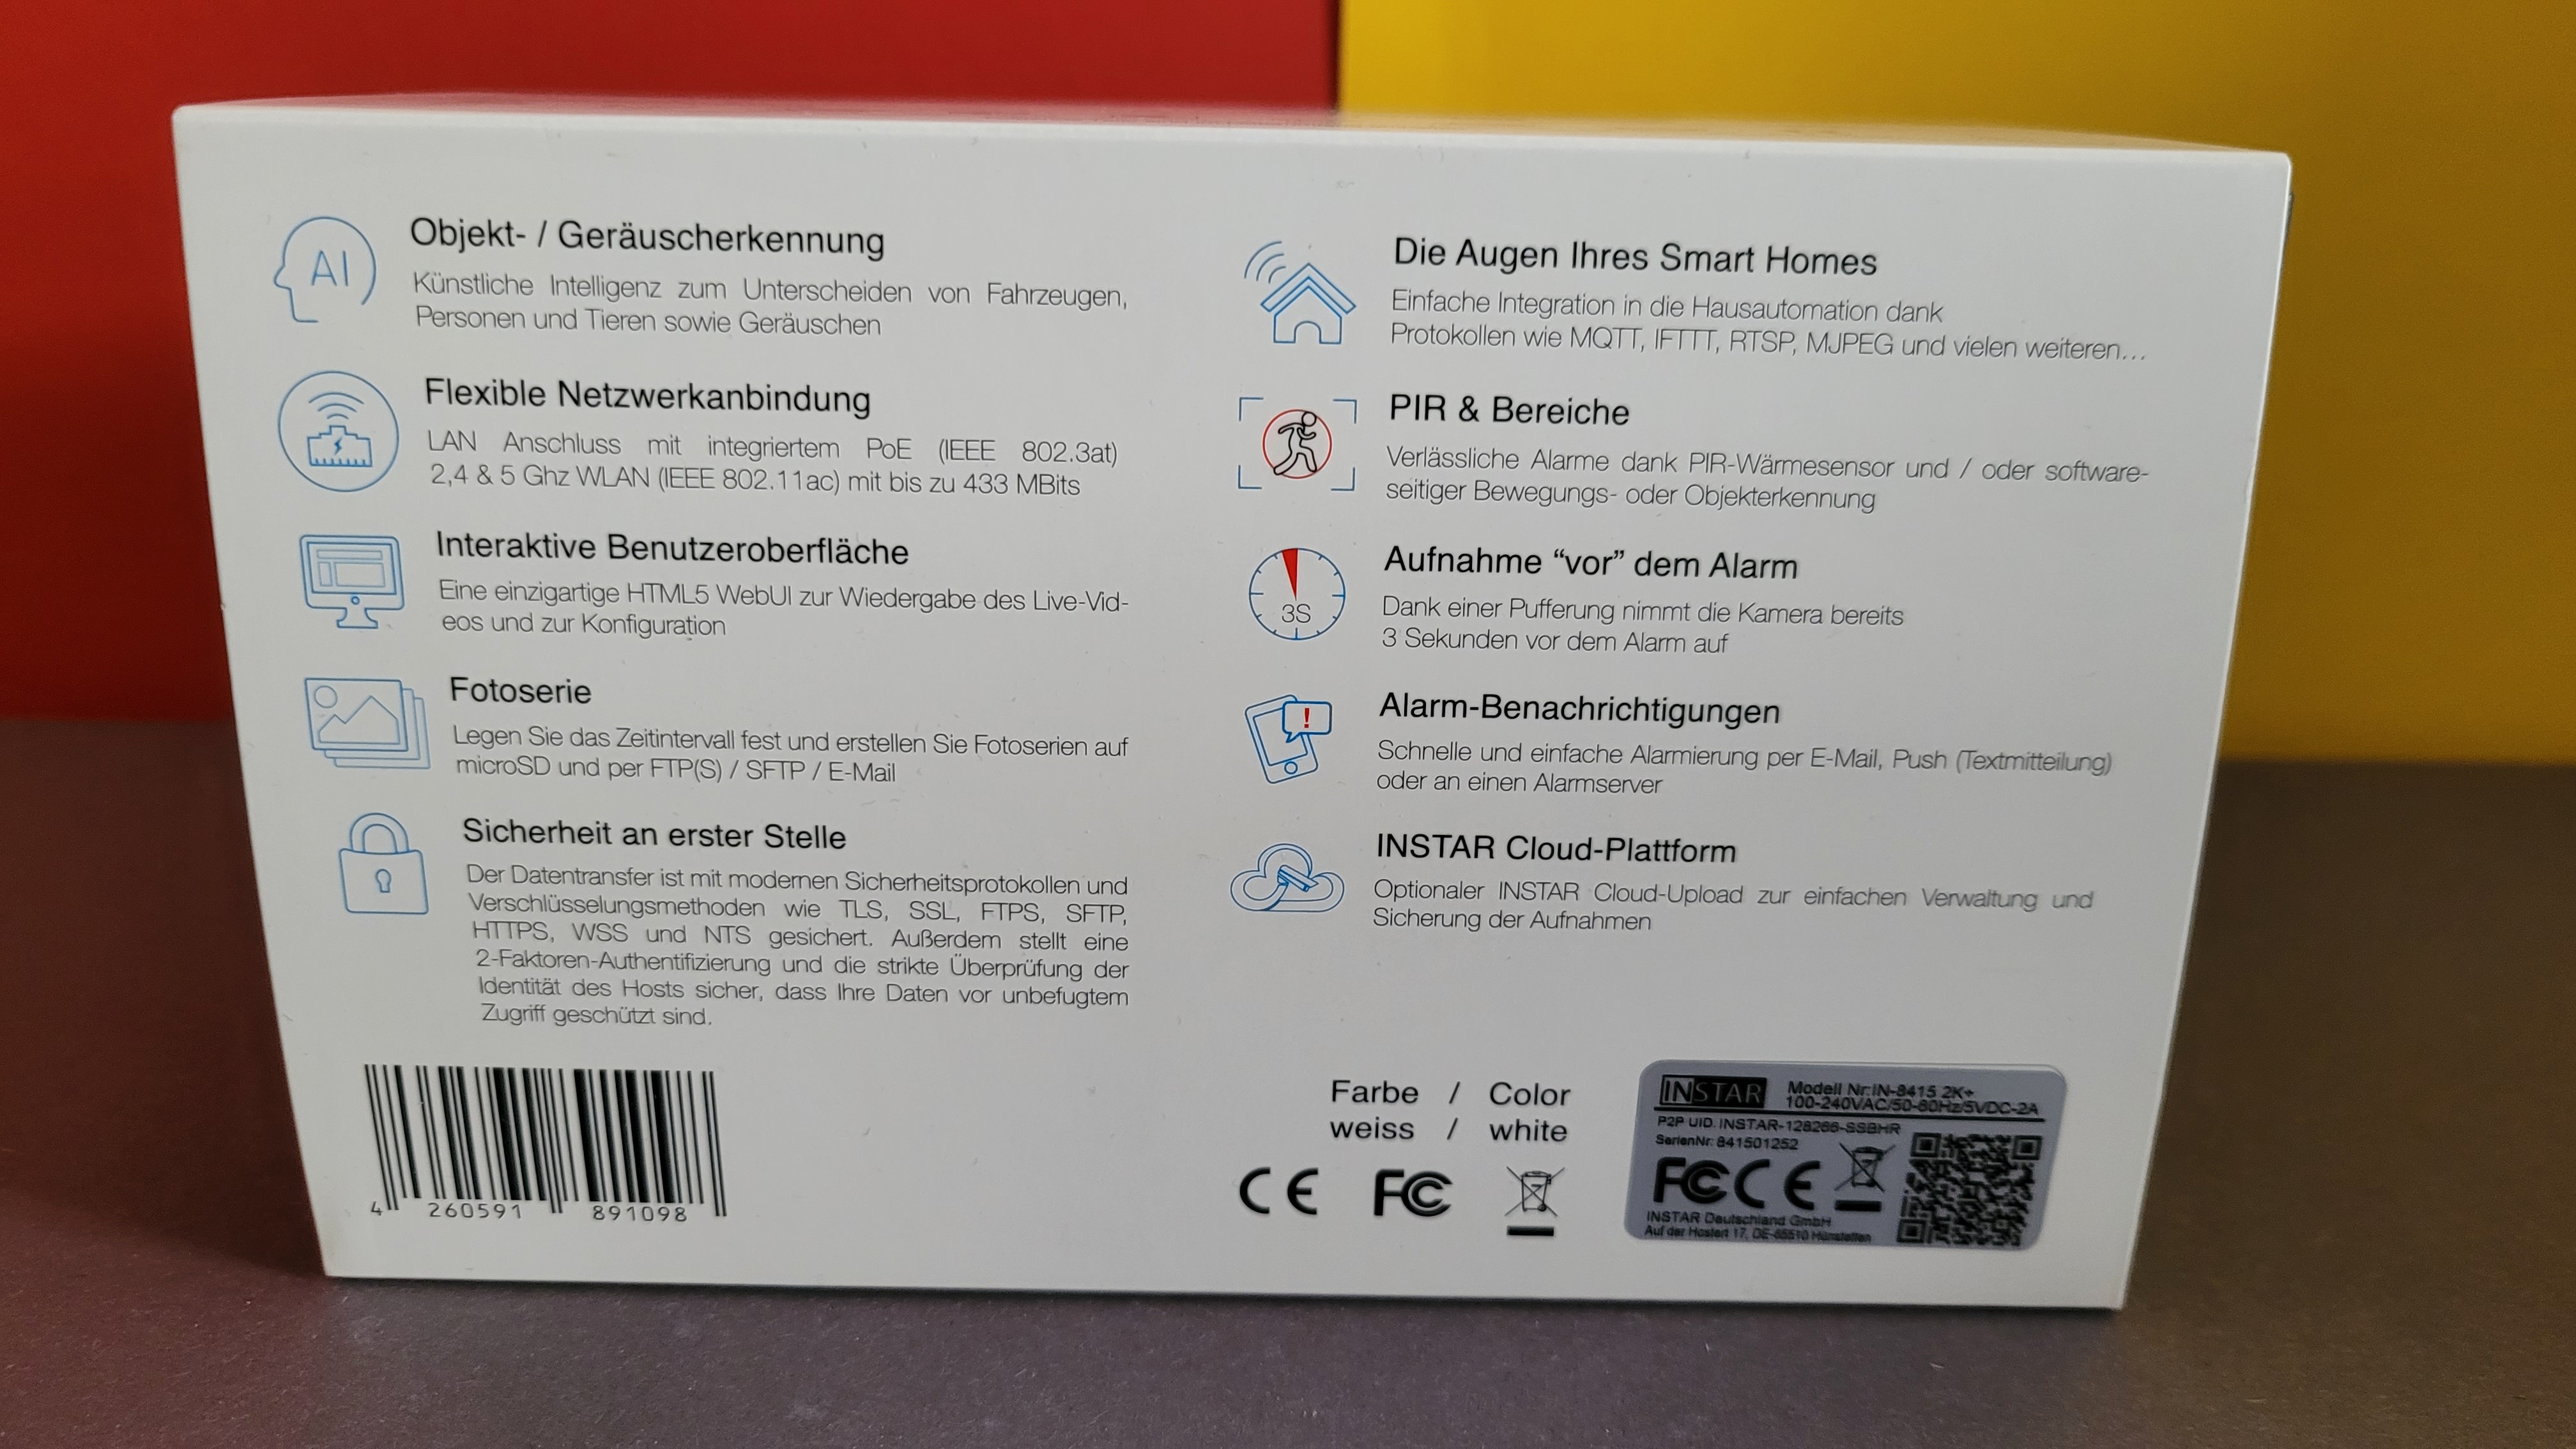 AI
Objekt- / Geräuscherkennung
Künstliche Intelligenz zum Unterscheiden von Fahrzeugen,
Personen und Tieren sowie Geräuschen
Flexible Netzwerkanbindung
LAN Anschluss mit integriertem PoE (IEEE 802.3at)
2,4 & 5 Ghz WLAN (IEEE 802.11ac) mit bis zu 433 MBits
Interaktive Benutzeroberfläche
Eine einzigartige HTML5 WebUI zur Wiedergabe des Live-Vid-
eos und zur Konfiguration
Fotoserie
Legen Sie das Zeitintervall fest und erstellen Sie Fotoserien auf
microSD und per FTP(S) / SFTP / E-Mail
Sicherheit an erster Stelle
Der Datentransfer ist mit modernen Sicherheitsprotokollen und
Verschlüsselungsmethoden wie TLS, SSL, FTPS, SFTP,
HTTPS, WSS und NTS gesichert. Außerdem stellt eine
2-Faktoren-Authentifizierung und die strikte Überprüfung der
Identität des Hosts sicher, dass Ihre Daten vor unbefugtem
Zugriff geschützt sind.
4 260591 891098
Die Augen Ihres Smart Homes
Einfache Integration in die Hausautomation dank
Protokollen wie MQTT, IFTTT, RTSP, MJPEG und vielen weiteren...
PIR & Bereiche
Verlässliche Alarme dank PIR-Wärmesensor und / oder software-
seitiger Bewegungs- oder Objekterkennung
3S
Aufnahme “vor” dem Alarm
Dank einer Pufferung nimmt die Kamera bereits
3 Sekunden vor dem Alarm auf
!
Alarm-Benachrichtigungen
Schnelle und einfache Alarmierung per E-Mail, Push (Textmitteilung)
oder an einen Alarmserver
INSTAR Cloud-Plattform
Optionaler INSTAR Cloud-Upload zur einfachen Verwaltung und
Sicherung der Aufnahmen
Farbe / Color
weiss / white
CE FC
INSTAR
Modell Nr:IN-8415 2K+
100-240VAC/50-60Hz/5VDC-2A
P2P UID. INSTAR-128266-SSBHR
SerienNr: 841501252
FC CE
INSTAR Deutschland GmbH
Auf der Hostert 17, DE-65510 Hünstetten